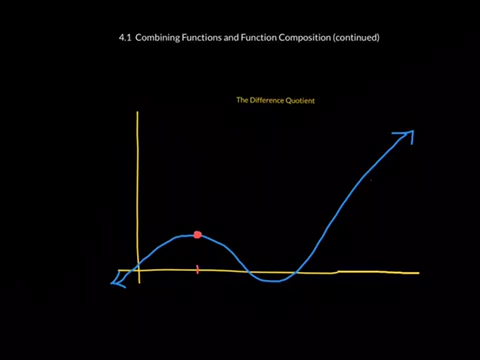 4.1 Combining Functions and Function Composition (continued)
The Difference Quotient